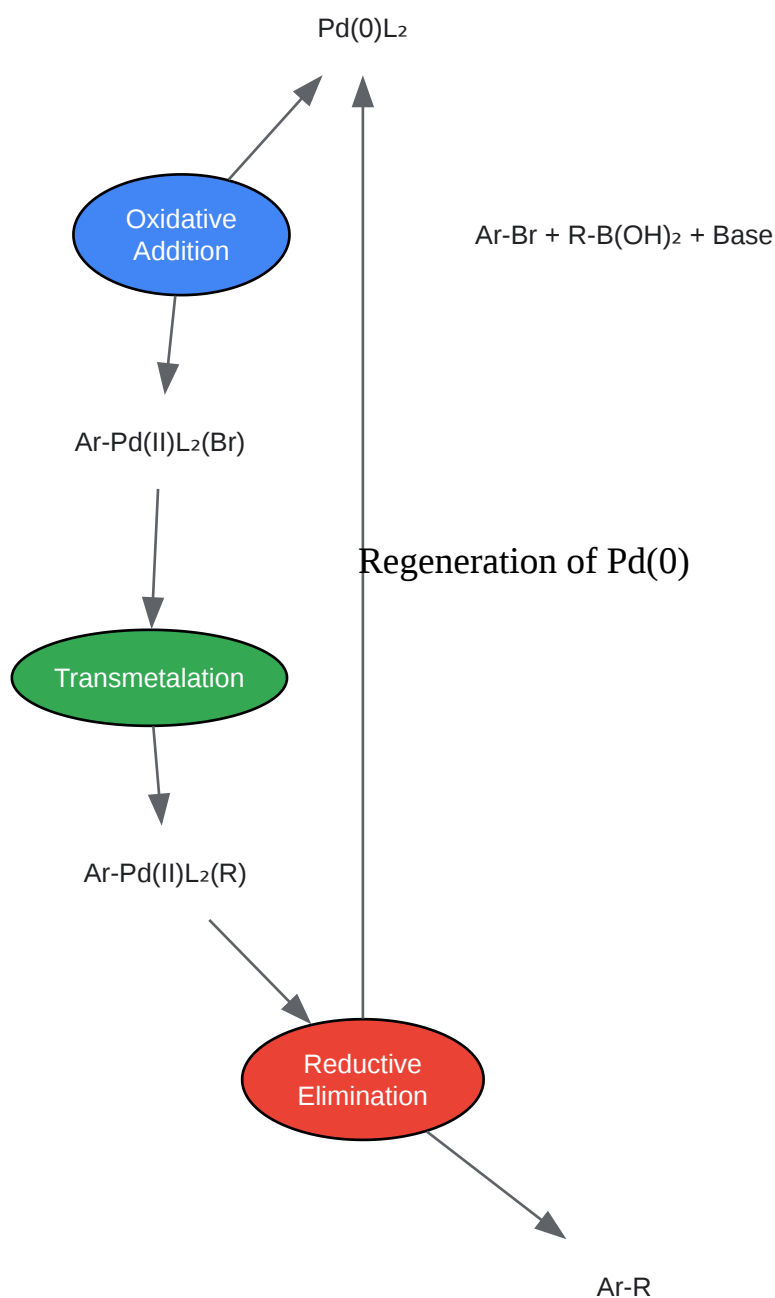 Pd(0)L₂
Oxidative
Addition
Ar-Br + R-B(OH)₂ + Base
Ar-Pd(II)L₂(Br)
Regeneration of Pd(0)
Transmetalation
Ar-Pd(II)L₂(R)
Reductive
Elimination
Ar-R